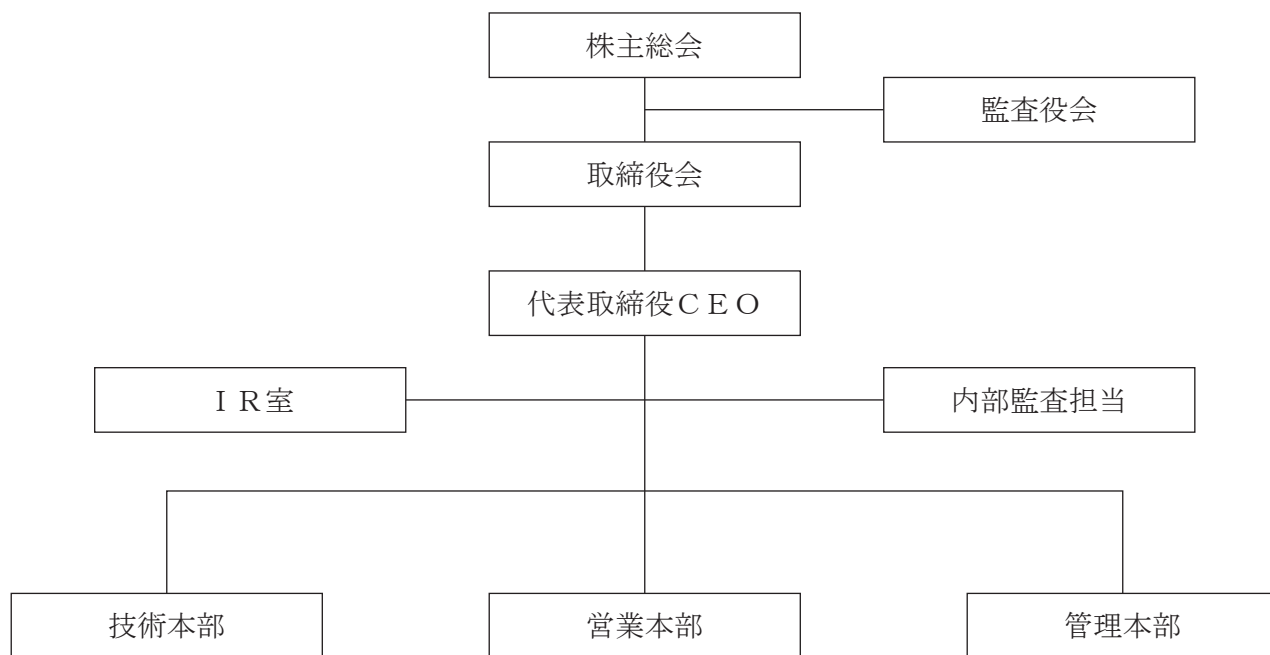 株主総会
監査役会
取締役会
代表取締役ＣＥＯ
ＩＲ室
内部監査担当
技術本部
営業本部
管理本部